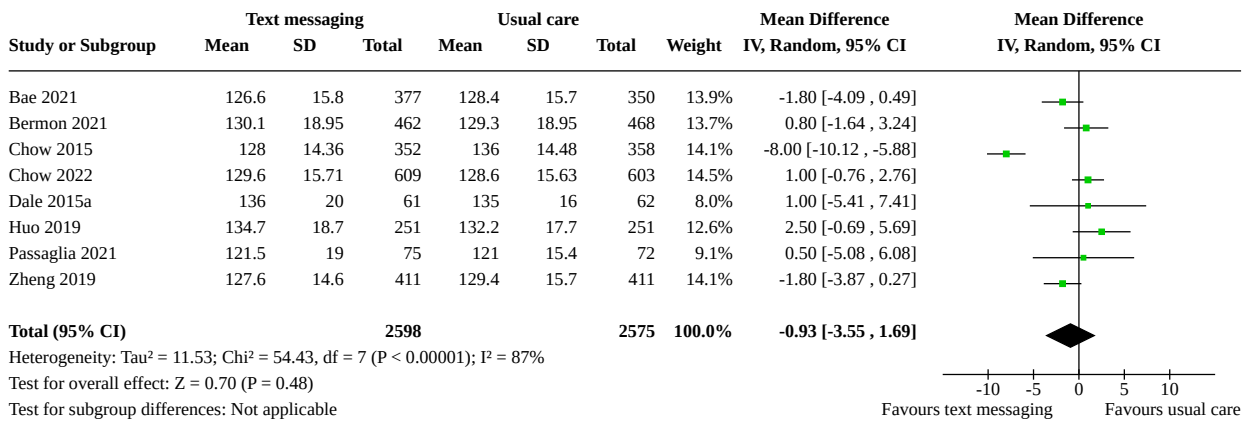 Text messaging Usual care Mean Difference Mean Difference
Study or Subgroup Mean SD Total Mean SD Total Weight IV, Random, 95% CI IV, Random, 95% CI
Bae 2021 126.6 15.8 377 128.4 15.7 350 13.9% -1.80 [-4.09 , 0.49]
Bermon 2021 130.1 18.95 462 129.3 18.95 468 13.7% 0.80 [-1.64 , 3.24]
Chow 2015 128 14.36 352 136 14.48 358 14.1% -8.00 [-10.12 , -5.88]
Chow 2022 129.6 15.71 609 128.6 15.63 603 14.5% 1.00 [-0.76 , 2.76]
Dale 2015a 136 20 61 135 16 62 8.0% 1.00 [-5.41 , 7.41]
Huo 2019 134.7 18.7 251 132.2 17.7 251 12.6% 2.50 [-0.69 , 5.69]
Passaglia 2021 121.5 19 75 121 15.4 72 9.1% 0.50 [-5.08 , 6.08]
Zheng 2019 127.6 14.6 411 129.4 15.7 411 14.1% -1.80 [-3.87 , 0.27]
Total (95% CI) 2598 2575 100.0% -0.93 [-3.55 , 1.69]
Heterogeneity: Tau² = 11.53; Chi² = 54.43, df = 7 (P < 0.00001); I² = 87%
Test for overall effect: Z = 0.70 (P = 0.48)
-10 -5 0 5 10
Test for subgroup differences: Not applicable
Favours text messaging Favours usual care